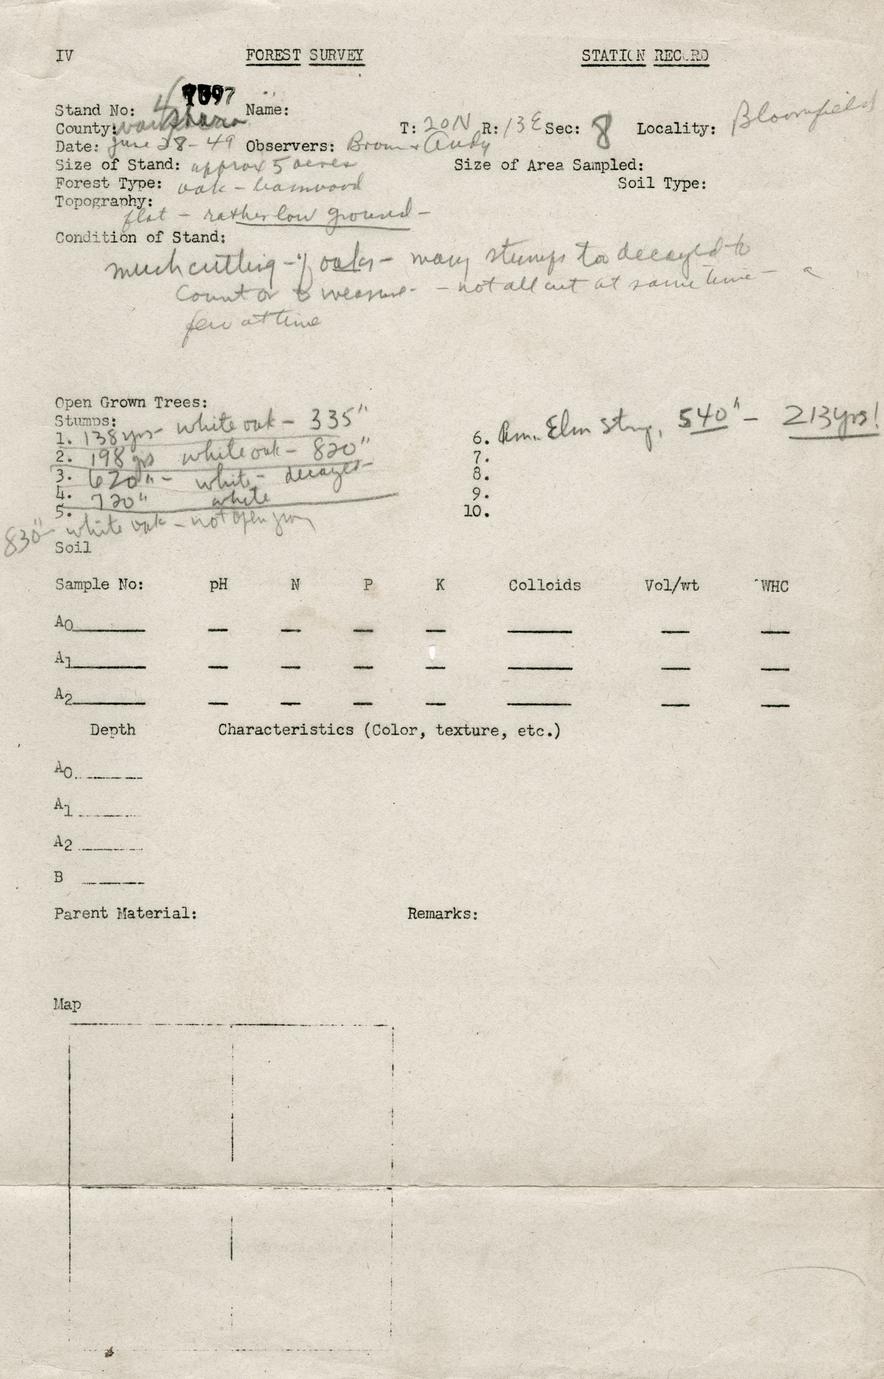 IV FOREST SURVEY STATION RECORD
7097
Stand No: 4 Name:
County: Waushara T: 20N R: 13E Sec: 8 Locality: Bloomfield
Date: June 28-49 Observers: Brown & Andy
Size of Stand: approx 5 acres Size of Area Sampled:
Forest Type: oak - basswood Soil Type:
Topography:
flat - rather low ground -
Condition of Stand:
much cutting - of oaks - many stumps to decayed to
count or to measure - - not all cut at same time - a
few at time
Open Grown Trees:
Stumps:
1. 138 yrs - white oak - 335"
2. 198 yrs white oak - 820"
3. 620" - white - decayed
4. 720" white
5.
830" white oak - not open grown
6. Am. Elm Stump, 540" - 213 yrs!
7.
8.
9.
10.
Soil
Sample No: pH N P K Colloids Vol/wt WHC
A0
A1
A2
Depth Characteristics (Color, texture, etc.)
A0
A1
A2
B
Parent Material: Remarks:
Map